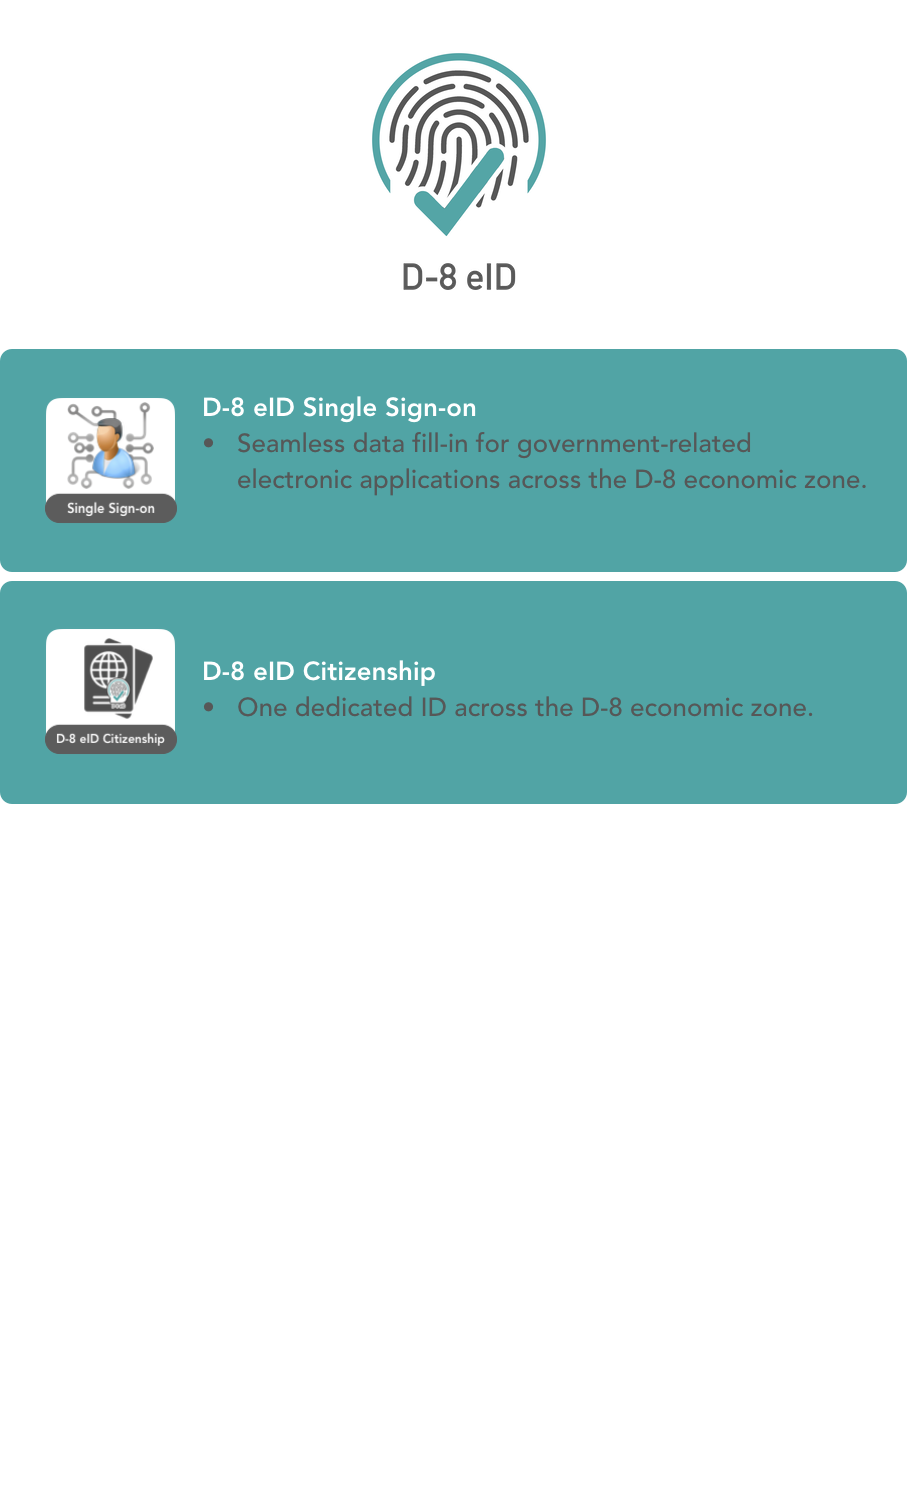 D-8 eID
D-8 eID Single Sign-on
• Seamless data fill-in for government-related
electronic applications across the D-8 economic zone.
Single Sign-on
D-8 eID Citizenship
• One dedicated ID across the D-8 economic zone.
D-8 eID Citizenship